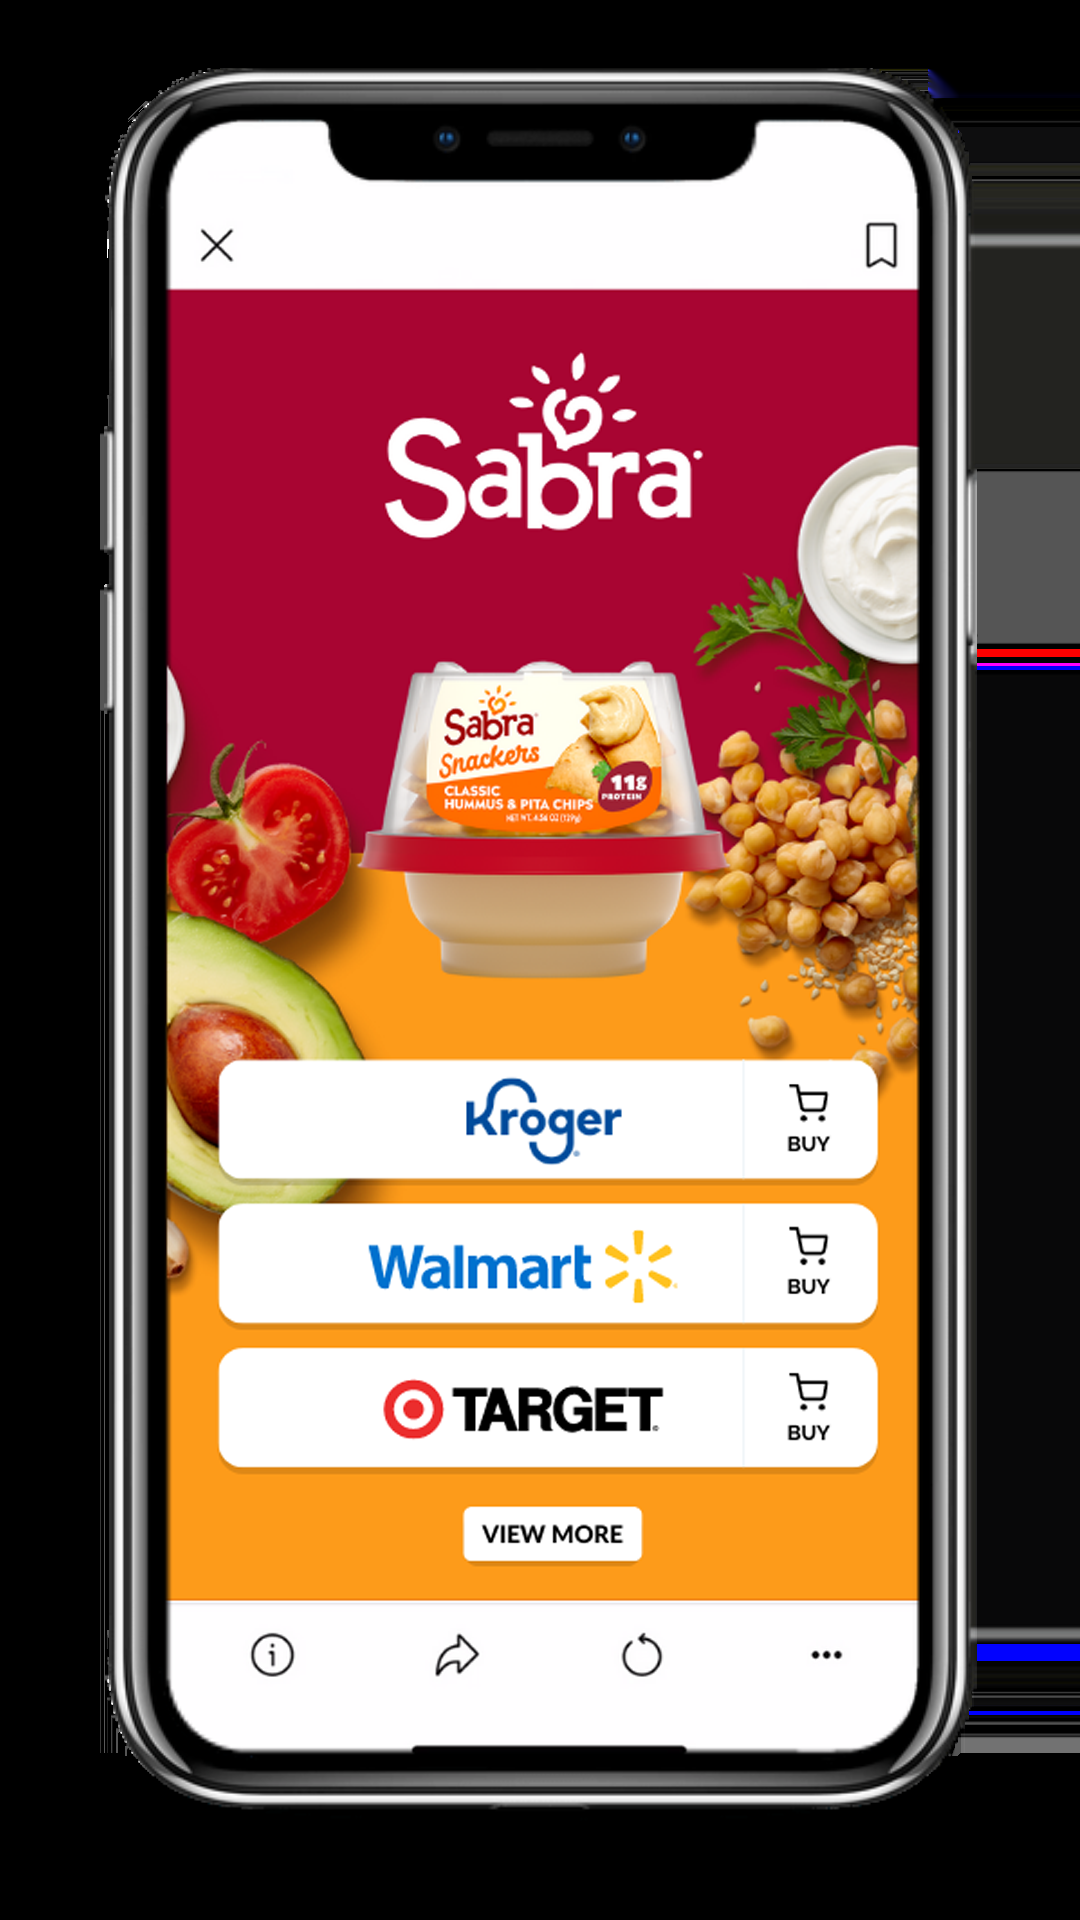 Sabra
Sabra
Snackers
CLASSIC
HUMMUS & PITA CHIPS
11g
PROTEIN
NET WT. 4.56 OZ (129g)
Kroger
BUY
Walmart
BUY
TARGET
BUY
VIEW MORE